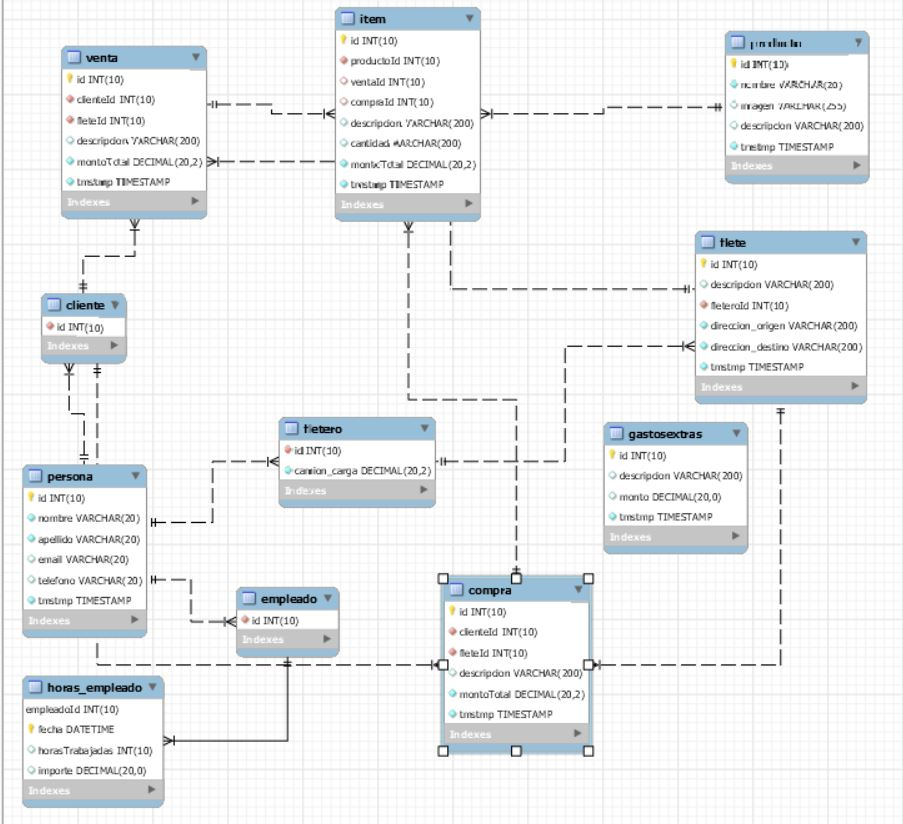 item
id INT(10)
productoId INT(10)
ventaId INT(10)
compraId INT(10)
descripcion VARCHAR(200)
cantidad VARCHAR(200)
montoTotal DECIMAL(20,2)
tmstmp TIMESTAMP
Indexes
venta
id INT(10)
clienteId INT(10)
fleteId INT(10)
descripcion VARCHAR(200)
montoTotal DECIMAL(20,2)
tmstmp TIMESTAMP
Indexes
producto
id INT(10)
nombre VARCHAR(20)
imagen VARCHAR(255)
descripcion VARCHAR(200)
tmstmp TIMESTAMP
Indexes
flete
id INT(10)
descripcion VARCHAR(200)
fleteroId INT(10)
direccion_origen VARCHAR(200)
direccion_destino VARCHAR(200)
tmstmp TIMESTAMP
Indexes
cliente
id INT(10)
Indexes
fletero
id INT(10)
camion_carga DECIMAL(20,2)
Indexes
gastosextras
id INT(10)
descripcion VARCHAR(200)
monto DECIMAL(20,0)
tmstmp TIMESTAMP
Indexes
persona
id INT(10)
nombre VARCHAR(20)
apellido VARCHAR(20)
email VARCHAR(20)
telefono VARCHAR(20)
tmstmp TIMESTAMP
Indexes
empleado
id INT(10)
Indexes
compra
id INT(10)
clienteId INT(10)
fleteId INT(10)
descripcion VARCHAR(200)
montoTotal DECIMAL(20,2)
tmstmp TIMESTAMP
Indexes
horas_empleado
empleadoId INT(10)
fecha DATETIME
horasTrabajadas INT(10)
importe DECIMAL(20,0)
Indexes